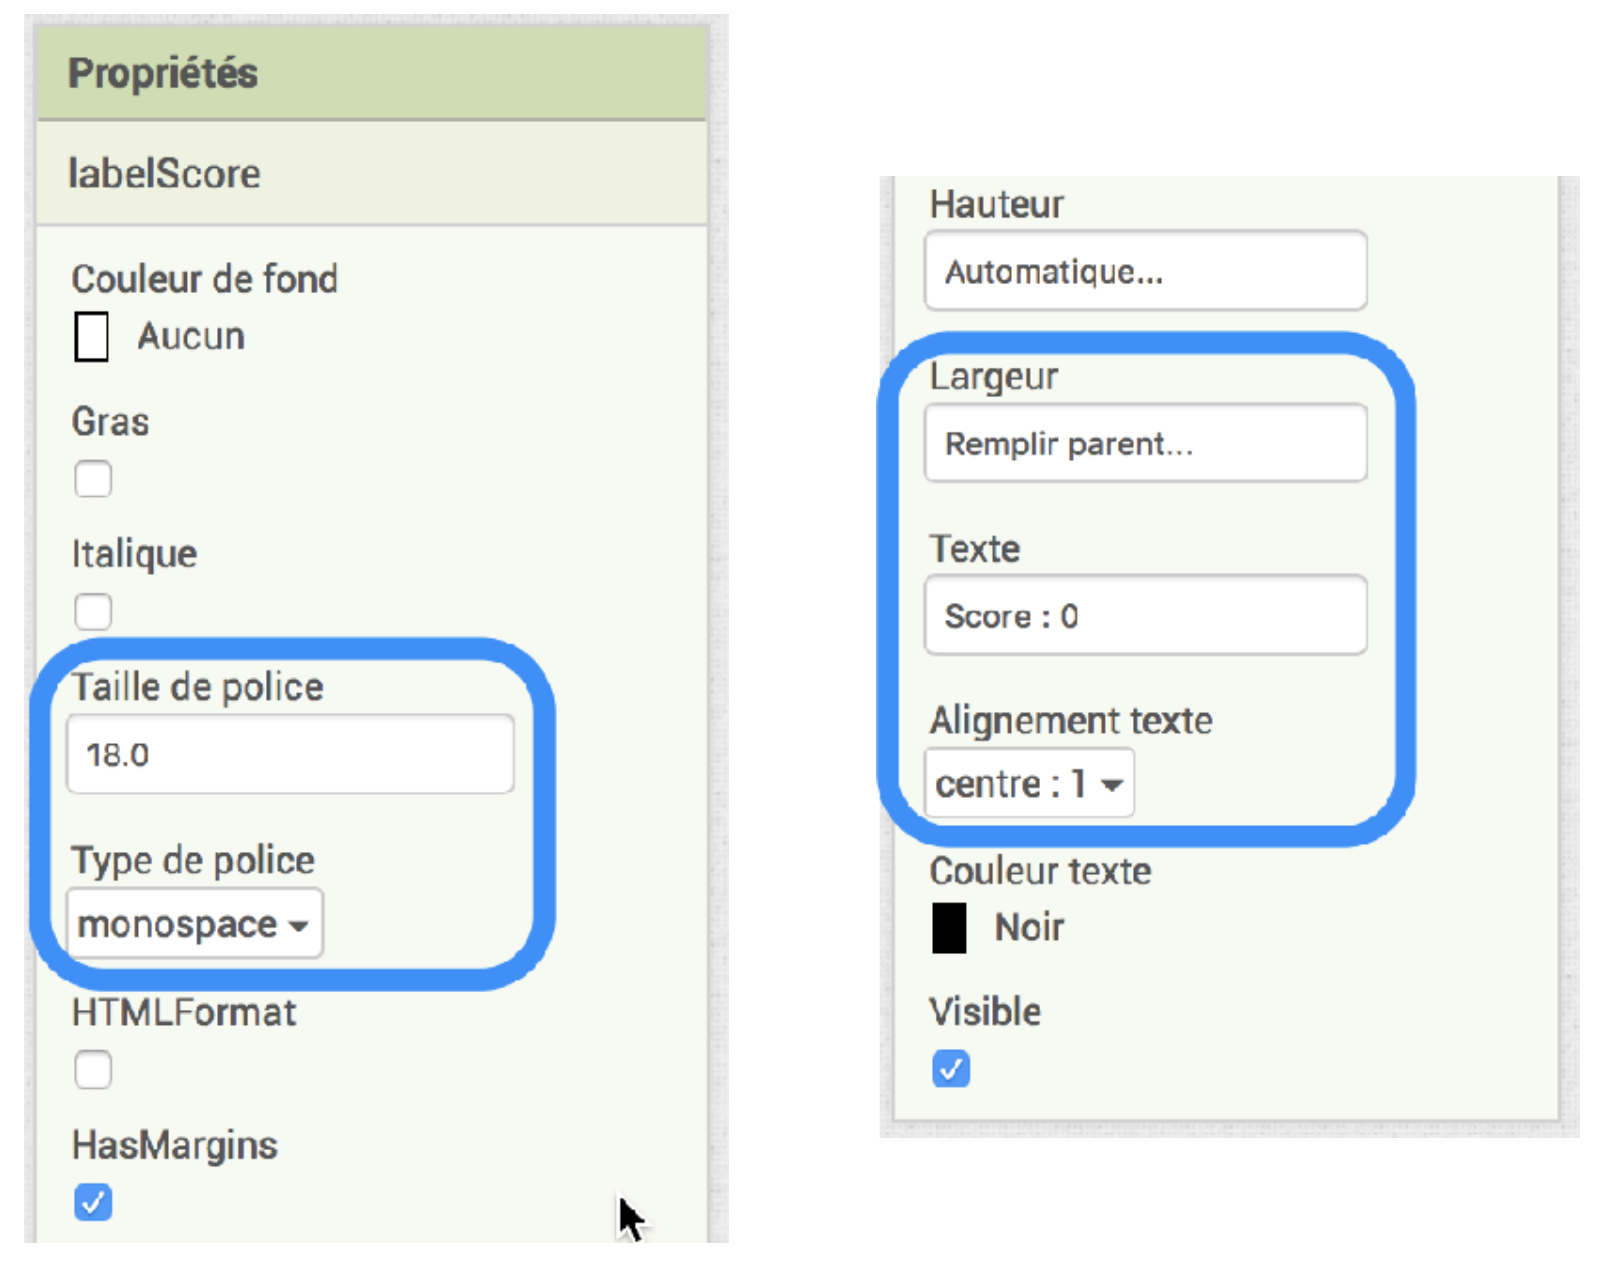 Propriétés
labelScore
Couleur de fond
Aucun
Gras
Italique
Taille de police
18.0
Type de police
monospace
HTMLFormat
HasMargins
Hauteur
Automatique...
Largeur
Remplir parent...
Texte
Score : 0
Alignement texte
centre : 1
Couleur texte
Noir
Visible